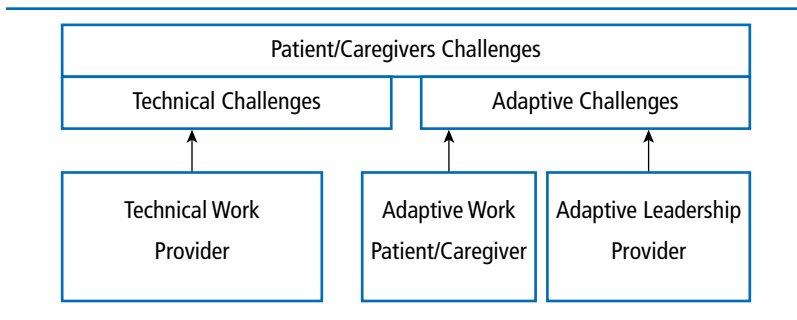 Patient/Caregivers Challenges
Technical Challenges
Adaptive Challenges
Technical Work
Provider
Adaptive Work
Patient/Caregiver
Adaptive Leadership
Provider